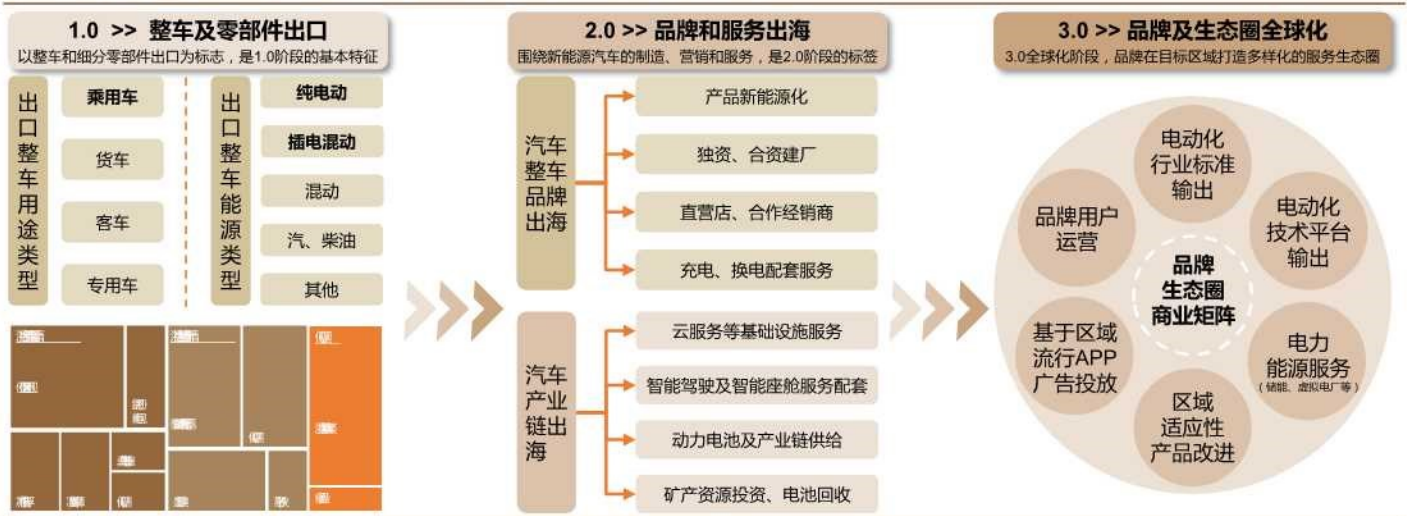 1.0 >> 整车及零部件出口
以整车和细分零部件出口为标志，是1.0阶段的基本特征
出口整车用途类型
乘用车
货车
客车
专用车
出口整车能源类型
纯电动
插电混动
混动
汽、柴油
其他
2.0 >> 品牌和服务出海
围绕新能源汽车的制造、营销和服务，是2.0阶段的标签
汽车
整车
品牌
出海
产品新能源化
独资、合资建厂
直营店、合作经销商
充电、换电配套服务
汽车
产业
链出
海
云服务等基础设施服务
智能驾驶及智能座舱服务配套
动力电池及产业链供给
矿产资源投资、电池回收
3.0 >> 品牌及生态圈全球化
3.0全球化阶段，品牌在目标区域打造多样化的服务生态圈
电动化
行业标准
输出
电动化
技术平台
输出
电力
能源服务
（储能、虚拟电厂等）
区域
适应性
产品改进
基于区域
流行APP
广告投放
品牌用户
运营
品牌
生态圈
商业矩阵